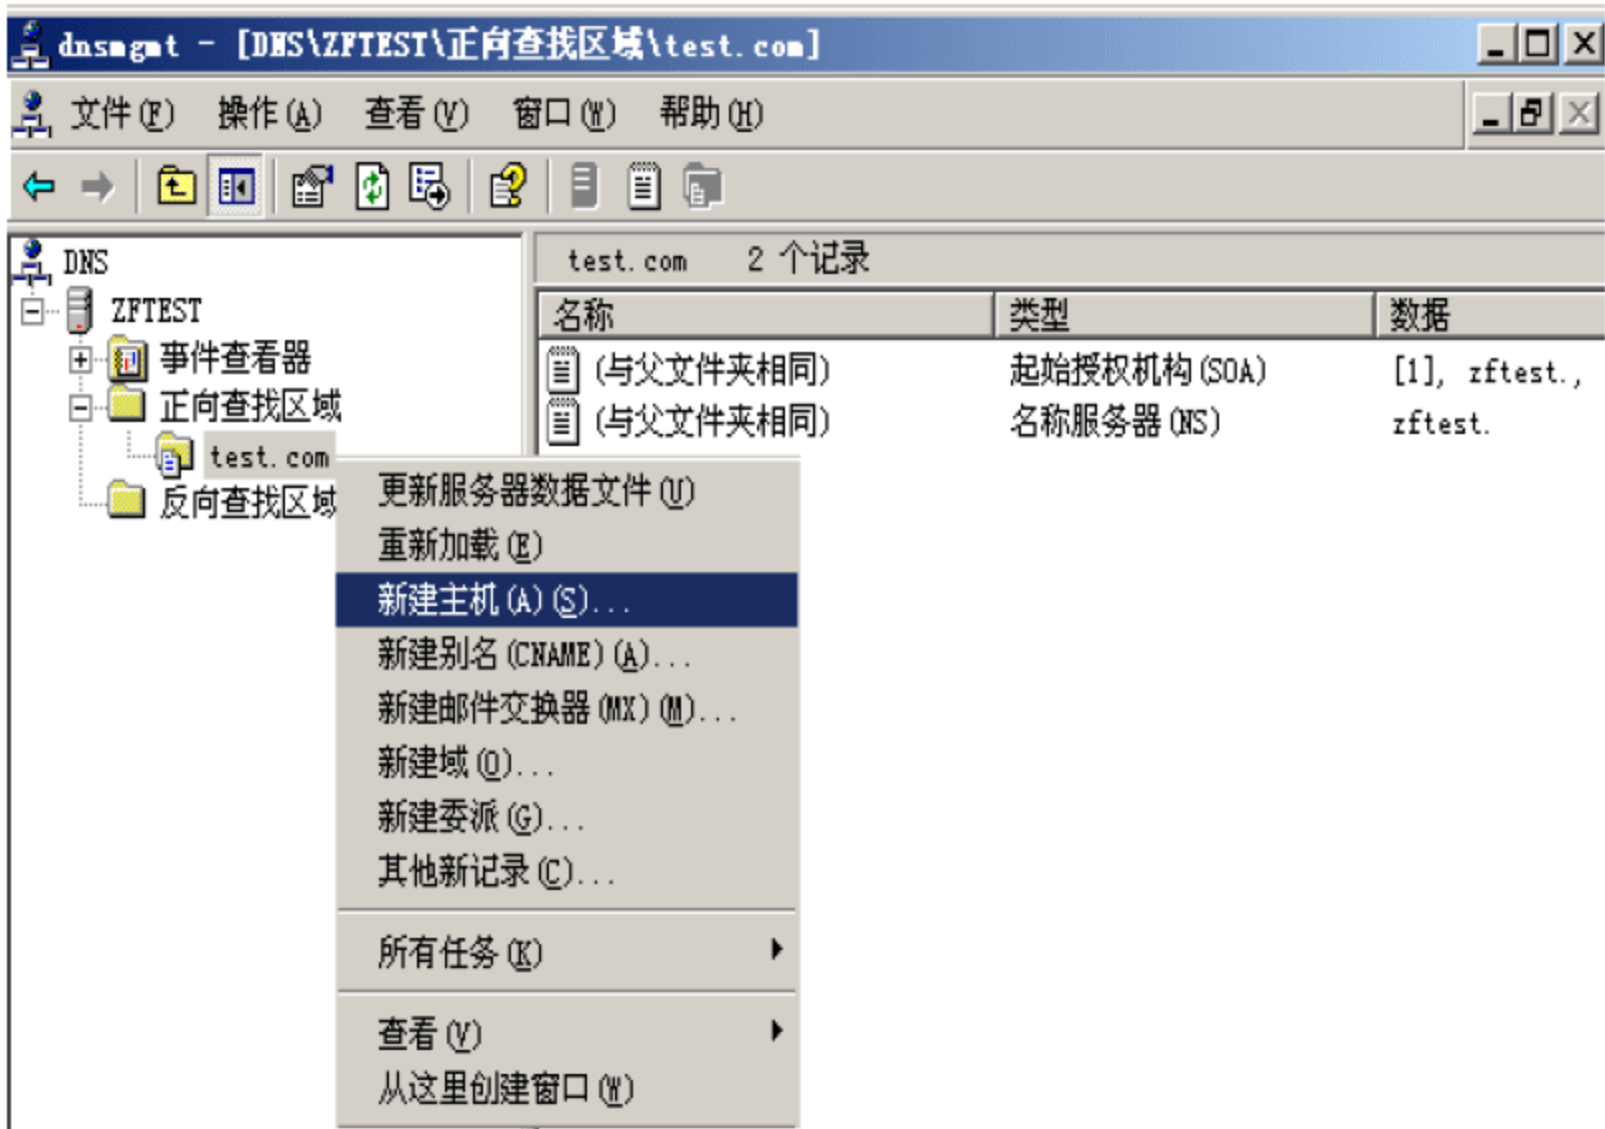 dnsmgmt - [DNS\ZFTEST\正向查找区域\test.com]
文件(F) 操作(A) 查看(V) 窗口(W) 帮助(H)
DNS
ZFTEST
事件查看器
正向查找区域
test.com
反向查找区域
test.com 2 个记录
名称 类型 数据
(与父文件夹相同) 起始授权机构(SOA) [1], zftest.,
(与父文件夹相同) 名称服务器(NS) zftest.
更新服务器数据文件(U)
重新加载(E)
新建主机(A)(S)...
新建别名(CNAME)(A)...
新建邮件交换器(MX)(M)...
新建域(O)...
新建委派(G)...
其他新记录(C)...
所有任务(K)
查看(V)
从这里创建窗口(W)